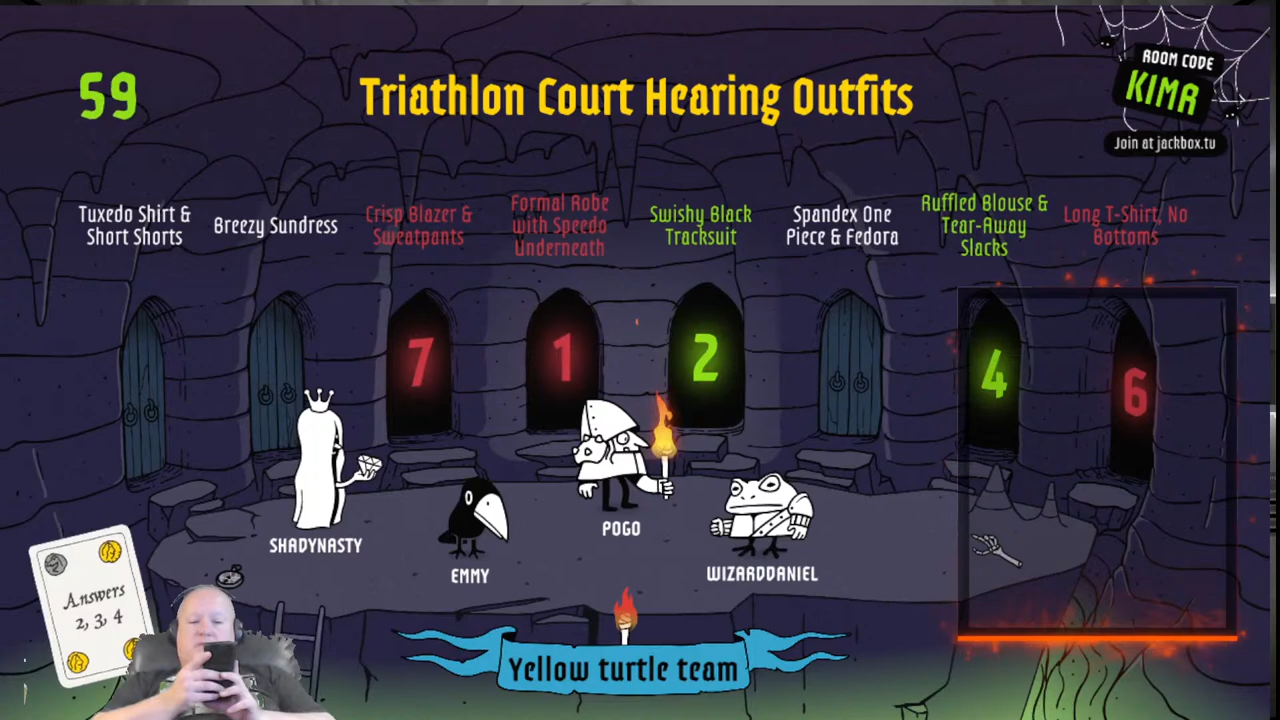 59
Triathlon Court Hearing Outfits
ROOM CODE
KIMR
Join at jackbox.tv
Tuxedo Shirt &
Short Shorts
Breezy Sundress
Crisp Blazer &
Sweatpants
Formal Robe
with Speedo
Underneath
Swishy Black
Tracksuit
Spandex One
Piece & Fedora
Ruffled Blouse &
Tear-Away
Slacks
Long T-Shirt, No
Bottoms
7
1
2
4
6
SHADYNASTY
EMMY
POGO
WIZARDDANIEL
Answers
2, 3, 4
Yellow turtle team